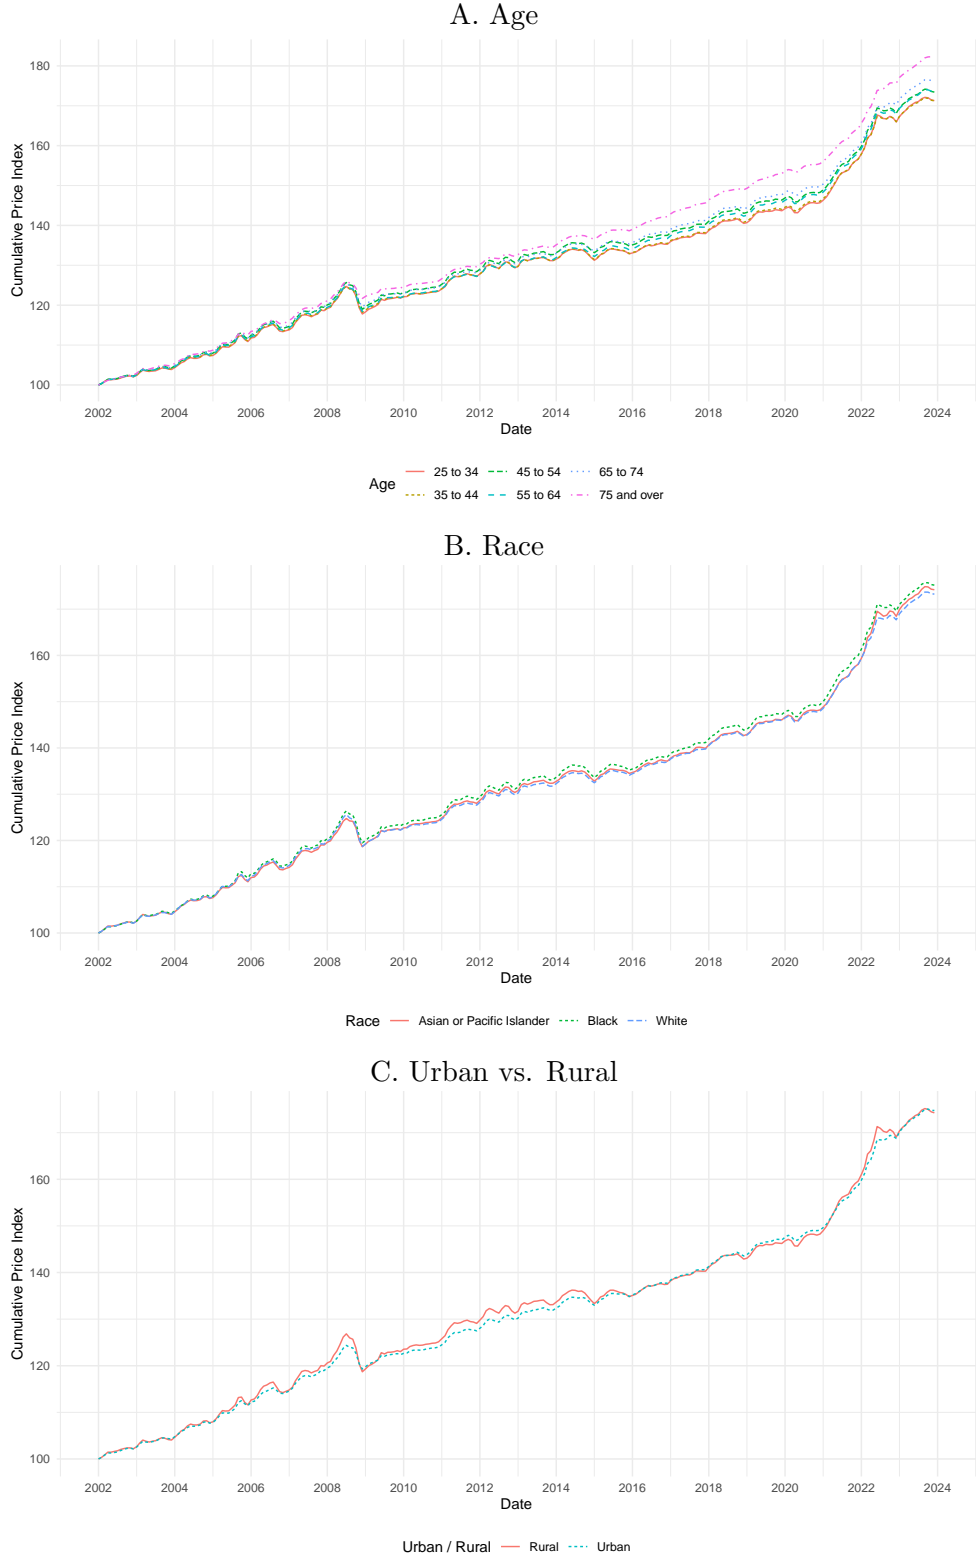 A. Age
180
160
140
120
100
Cumulative Price Index
2002 2004 2006 2008 2010 2012 2014 2016 2018 2020 2022 2024
Date
Age
25 to 34 45 to 54 65 to 74
35 to 44 55 to 64 75 and over
B. Race
160
140
120
100
Cumulative Price Index
2002 2004 2006 2008 2010 2012 2014 2016 2018 2020 2022 2024
Date
Race Asian or Pacific Islander Black White
C. Urban vs. Rural
160
140
120
100
Cumulative Price Index
2002 2004 2006 2008 2010 2012 2014 2016 2018 2020 2022 2024
Date
Urban / Rural Rural Urban